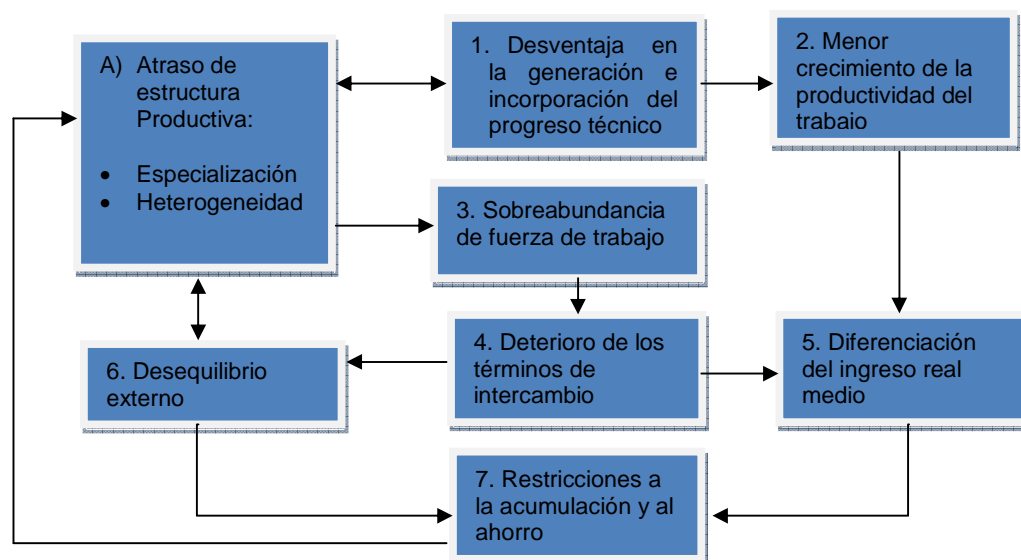 A) Atraso de
estructura
Productiva:
• Especialización
• Heterogeneidad
1. Desventaja en
la generación e
incorporación del
progreso técnico
2. Menor
crecimiento de la
productividad del
trabaio
3. Sobreabundancia
de fuerza de trabajo
4. Deterioro de los
términos de
intercambio
5. Diferenciación
del ingreso real
medio
6. Desequilibrio
externo
7. Restricciones a
la acumulación y al
ahorro